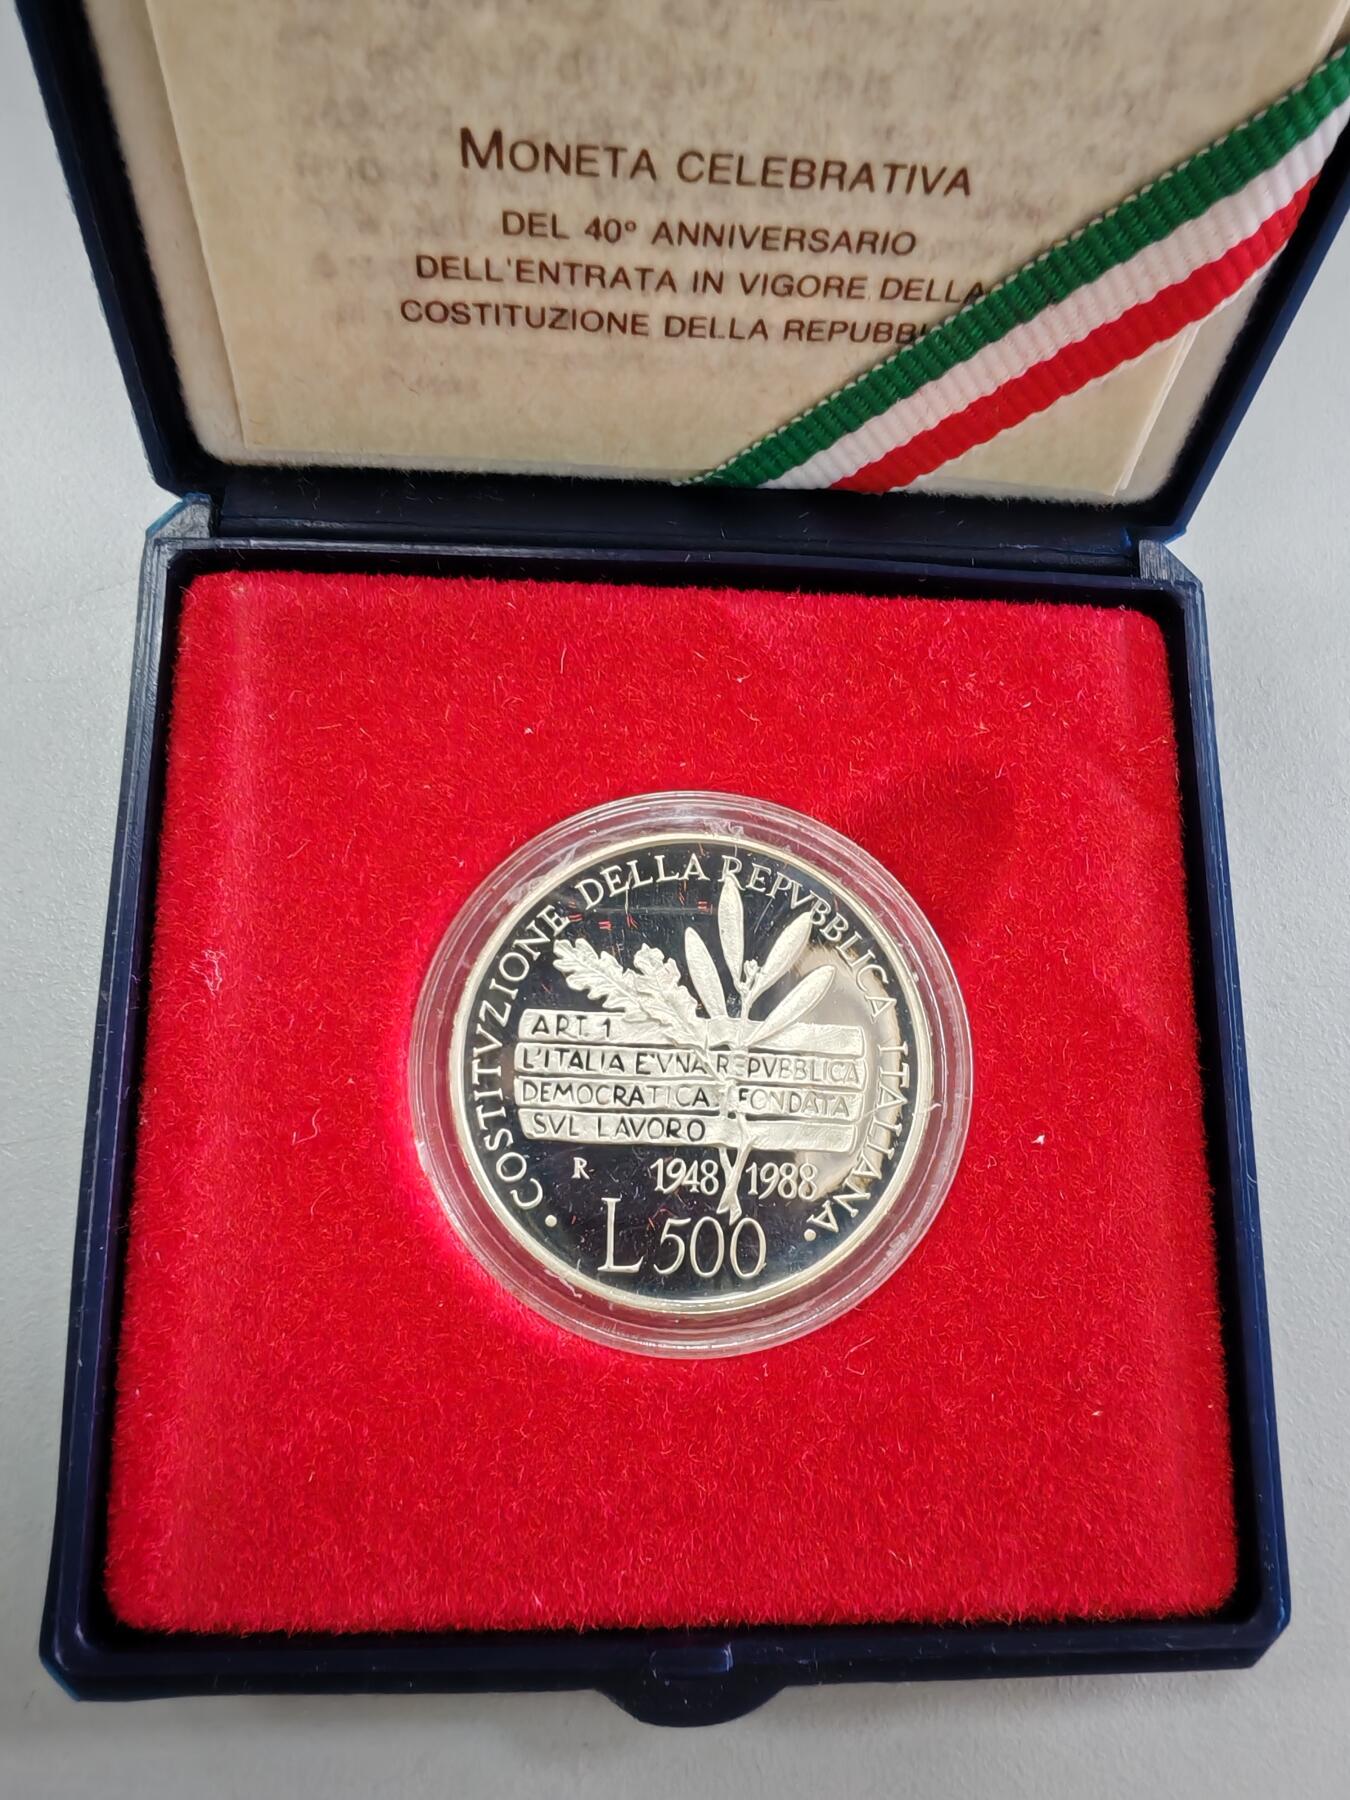 MONETA CELEBRATIVA
DEL 40° ANNIVERSARIO
DELL'ENTRATA IN VIGORE DELLA
COSTITUZIONE DELLA
• COSTITVZIONE DELLA REPVBBLICA ITALIANA •
ART. 1
L'ITALIA E' VNA REPVBBLICA
DEMOCRATICA FONDATA
SVL LAVORO
R 1948 1988
L 500